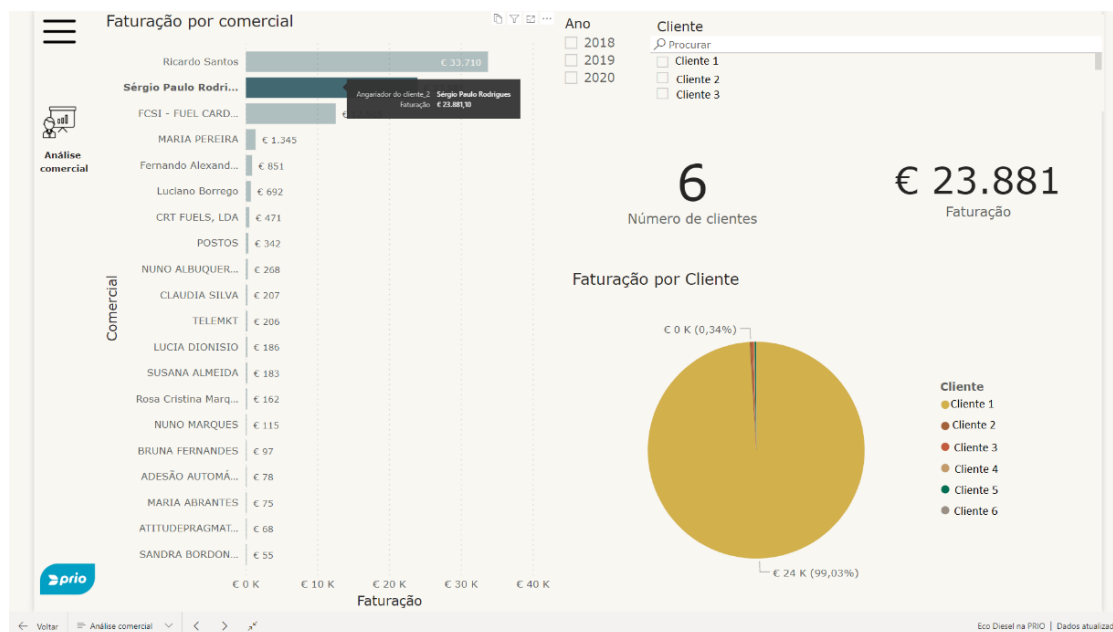 Faturação por comercial
Análise
comercial
Comercial
Ricardo Santos € 33.710
Sérgio Paulo Rodri...
Angariador do cliente_2 Sérgio Paulo Rodrigues
Faturação € 23.881,10
FCSI - FUEL CARD...
MARIA PEREIRA € 1.345
Fernando Alexand... € 851
Luciano Borrego € 692
CRT FUELS, LDA € 471
POSTOS € 342
NUNO ALBUQUER... € 268
CLAUDIA SILVA € 207
TELEMKT € 206
LUCIA DIONISIO € 186
SUSANA ALMEIDA € 183
Rosa Cristina Marq... € 162
NUNO MARQUES € 115
BRUNA FERNANDES € 97
ADESÃO AUTOMÁ... € 78
MARIA ABRANTES € 75
ATITUDEPRAGMAT... € 68
SANDRA BORDON... € 55
€ 0 K € 10 K € 20 K € 30 K € 40 K
Faturação
prio
Ano
2018
2019
2020
Cliente
Procurar
Cliente 1
Cliente 2
Cliente 3
6
Número de clientes
€ 23.881
Faturação
Faturação por Cliente
€ 0 K (0,34%)
€ 24 K (99,03%)
Cliente
Cliente 1
Cliente 2
Cliente 3
Cliente 4
Cliente 5
Cliente 6
Voltar Análise comercial
Eco Diesel na PRIO | Dados atualizad